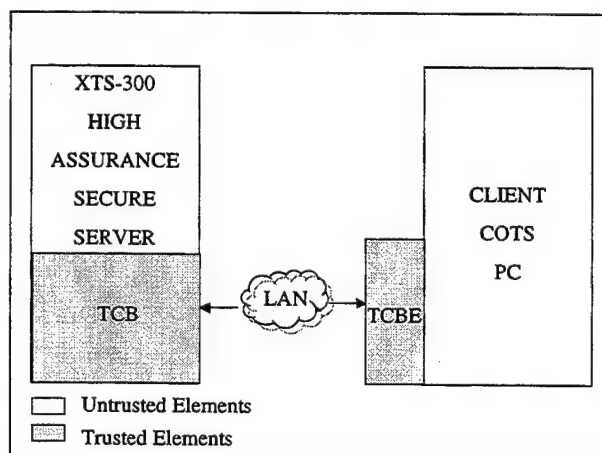 XTS-300
HIGH
ASSURANCE
SECURE
SERVER
TCB
LAN
TCBE
CLIENT
COTS
PC
Untrusted Elements
Trusted Elements